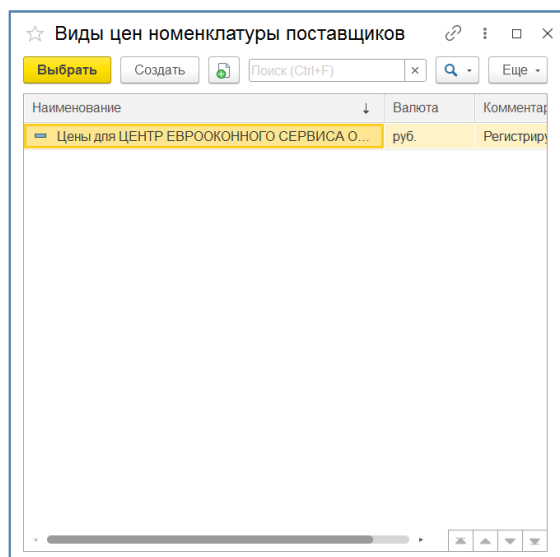 Виды цен номенклатуры поставщиков
Выбрать Создать Поиск (Ctrl+F) × Еще
Наименование ↓ Валюта Комментар
Цены для ЦЕНТР ЕВРООКОННОГО СЕРВИСА О... руб. Регистриру